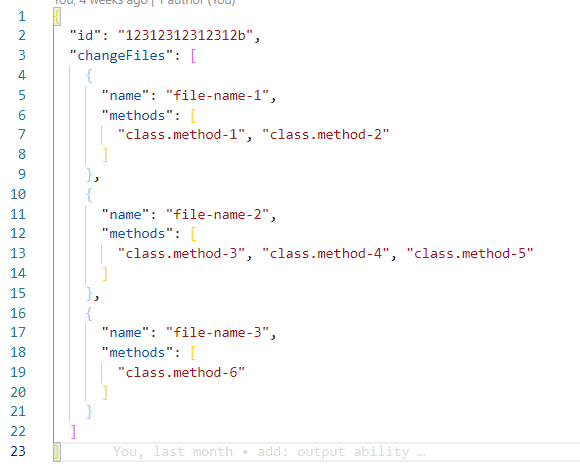 You, 4 weeks ago | 1 author (You)
1 {
2 "id": "12312312312312b",
3 "changeFiles": [
4 {
5 "name": "file-name-1",
6 "methods": [
7 "class.method-1", "class.method-2"
8 ]
9 },
10 {
11 "name": "file-name-2",
12 "methods": [
13 "class.method-3", "class.method-4", "class.method-5"
14 ]
15 },
16 {
17 "name": "file-name-3",
18 "methods": [
19 "class.method-6"
20 ]
21 }
22 ]
23 } You, last month • add: output ability …